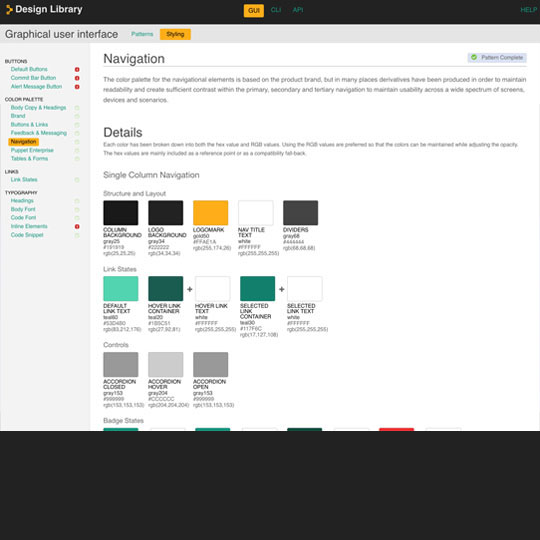 Design Library
GUI
CLI
API
HELP
Graphical user interface
Patterns
Styling
BUTTONS
Default Buttons
Commit Bar Button
Alert Message Button
COLOR PALETTE
Body Copy & Headings
Brand
Buttons & Links
Feedback & Messaging
Navigation
Puppet Enterprise
Tables & Forms
LINKS
Link States
TYPOGRAPHY
Headings
Body Font
Code Font
Inline Elements
Code Snippet
Navigation
Pattern Complete
The color palette for the navigational elements is based on the product brand, but in many places derivatives have been produced in order to maintain
readability and create sufficient contrast within the primary, secondary and tertiary navigation to maintain usability across a wide spectrum of screens,
devices and scenarios.
Details
Each color has been broken down into both the hex value and RGB values. Using the RGB values are preferred so that the colors can be maintained while adjusting the opacity.
The hex values are mainly included as a reference point or as a compatibility fall-back.
Single Column Navigation
Structure and Layout
COLUMN
BACKGROUND
gray25
#191919
rgb(25,25,25)
LOGO
BACKGROUND
gray34
#222222
rgb(34,34,34)
LOGOMARK
gold50
#FFAE1A
rgb(255,174,26)
NAV TITLE
TEXT
white
#FFFFFF
rgb(255,255,255)
DIVIDERS
gray68
#444444
rgb(68,68,68)
Link States
DEFAULT
LINK TEXT
teal60
#53D4B0
rgb(83,212,176)
+
HOVER LINK
CONTAINER
teal20
#1B5C51
rgb(27,92,81)
HOVER LINK
TEXT
white
#FFFFFF
rgb(255,255,255)
SELECTED
LINK
CONTAINER
teal30
#117F6C
rgb(17,127,108)
+
SELECTED
LINK TEXT
white
#FFFFFF
rgb(255,255,255)
Controls
ACCORDION
CLOSED
gray153
#999999
rgb(153,153,153)
ACCORDION
HOVER
gray204
#CCCCCC
rgb(204,204,204)
ACCORDION
OPEN
gray153
#999999
rgb(153,153,153)
Badge States